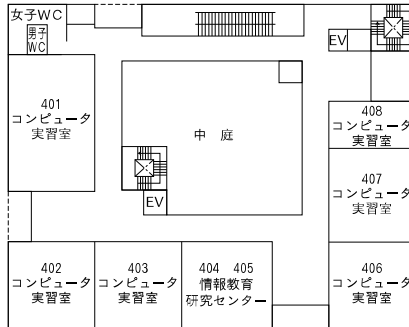 女子WC
男子
WC
EV
401
コンピュータ
実習室
中庭
408
コンピュータ
実習室
407
コンピュータ
実習室
EV
402
コンピュータ
実習室
403
コンピュータ
実習室
404 405
情報教育
研究センター
406
コンピュータ
実習室